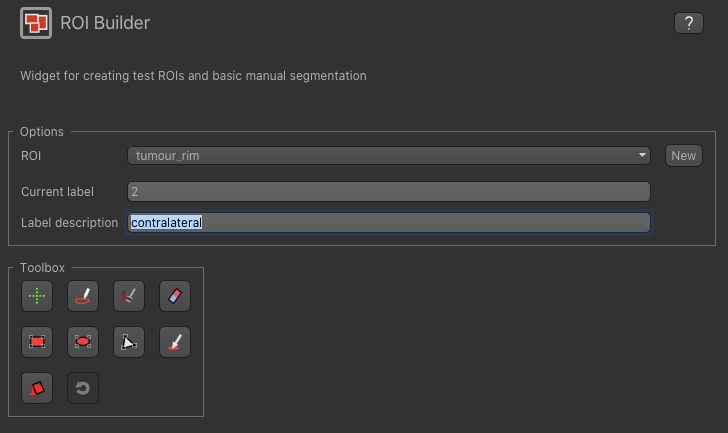 ROI Builder
?
Widget for creating test ROIs and basic manual segmentation
Options
ROI tumour_rim New
Current label 2
Label description contralateral
Toolbox